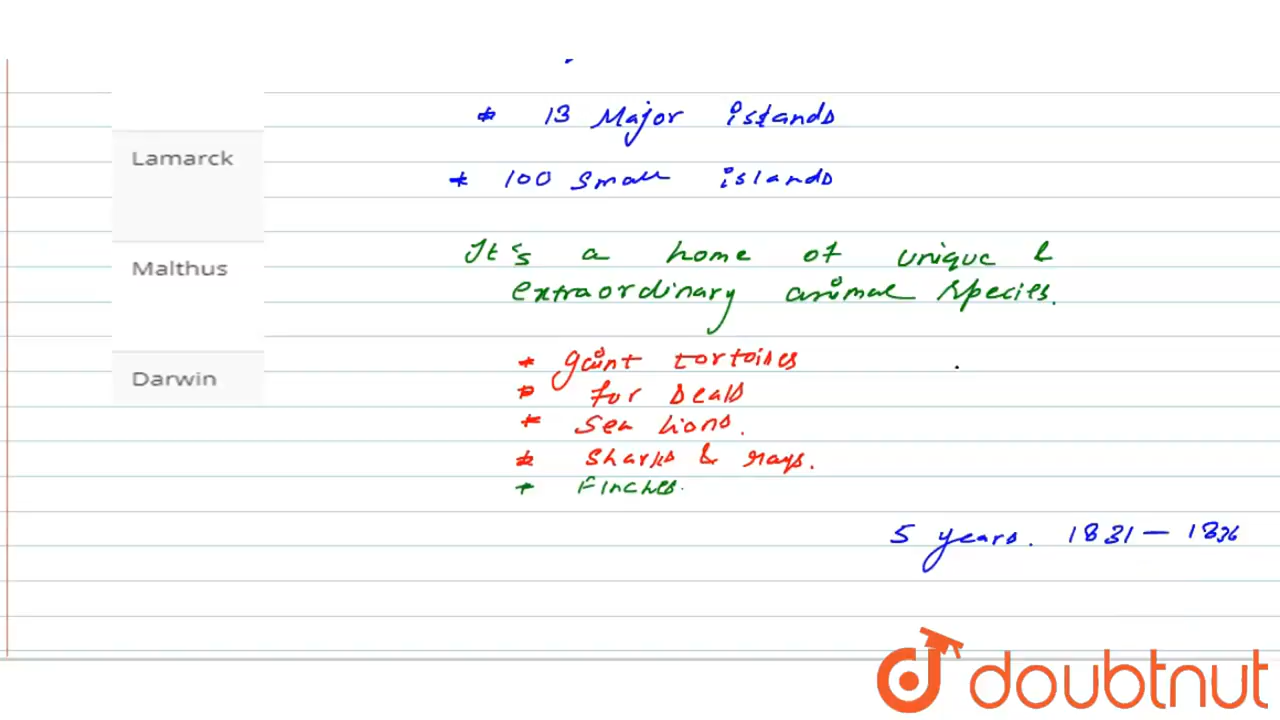 * 13 Major islands
Lamarck
* 100 Small islands
It's a home of unique &
Malthus
extraordinary animal species.
* gaint tortoises
Darwin
* fur seals
* Sea lions.
* Sharks & rays.
* Finches.
5 years. 1831 - 1836
doubtnut